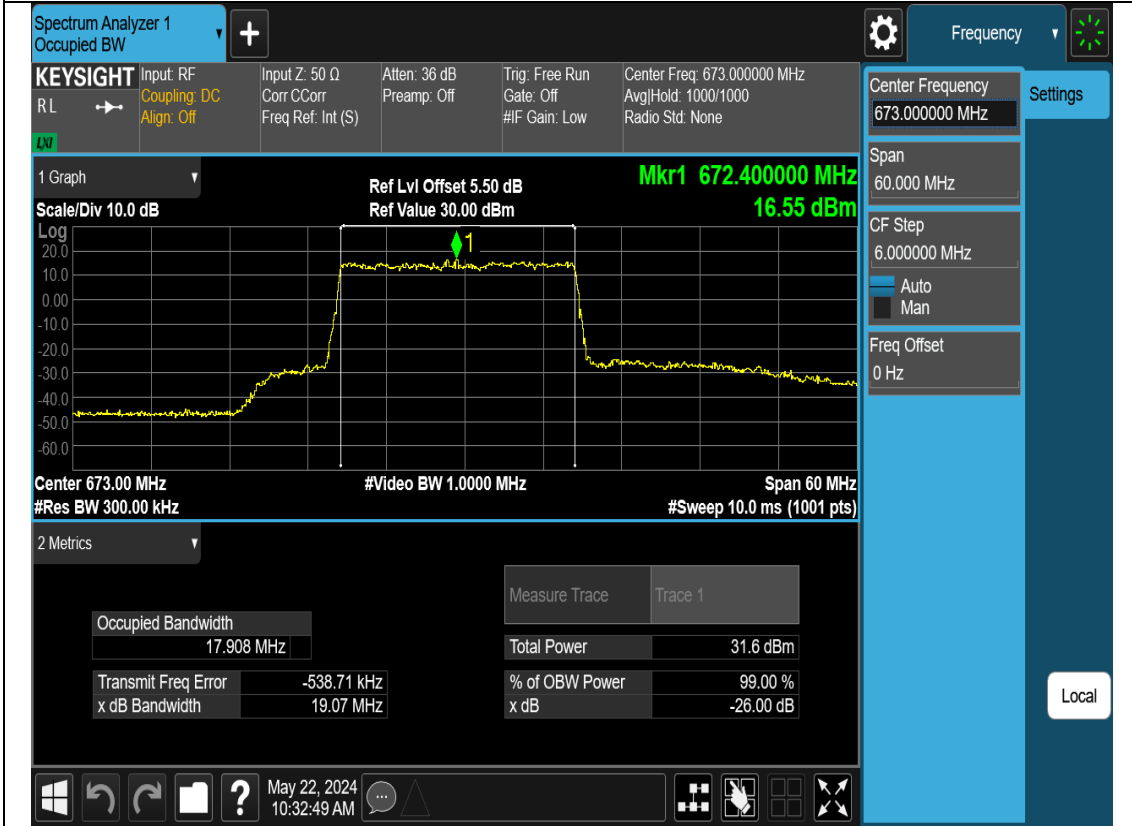 Spectrum Analyzer 1
Occupied BW
Frequency
KEYSIGHT
R L
LXI
Input: RF
Coupling: DC
Align: Off
Input Z: 50 Ω
Corr CCorr
Freq Ref: Int (S)
Atten: 36 dB
Preamp: Off
Trig: Free Run
Gate: Off
#IF Gain: Low
Center Freq: 673.000000 MHz
Avg|Hold: 1000/1000
Radio Std: None
Center Frequency
673.000000 MHz
Settings
Span
60.000 MHz
CF Step
6.000000 MHz
Auto
Man
Freq Offset
0 Hz
1 Graph
Ref Lvl Offset 5.50 dB
Mkr1 672.400000 MHz
Scale/Div 10.0 dB
Ref Value 30.00 dBm
16.55 dBm
Log
1
20.0
10.0
0.00
-10.0
-20.0
-30.0
-40.0
-50.0
-60.0
Center 673.00 MHz
#Video BW 1.0000 MHz
Span 60 MHz
#Res BW 300.00 kHz
#Sweep 10.0 ms (1001 pts)
2 Metrics
Measure Trace Trace 1
Occupied Bandwidth
17.908 MHz
Total Power 31.6 dBm
Transmit Freq Error -538.71 kHz
% of OBW Power 99.00 %
x dB Bandwidth 19.07 MHz
x dB -26.00 dB
Local
?
May 22, 2024
10:32:49 AM